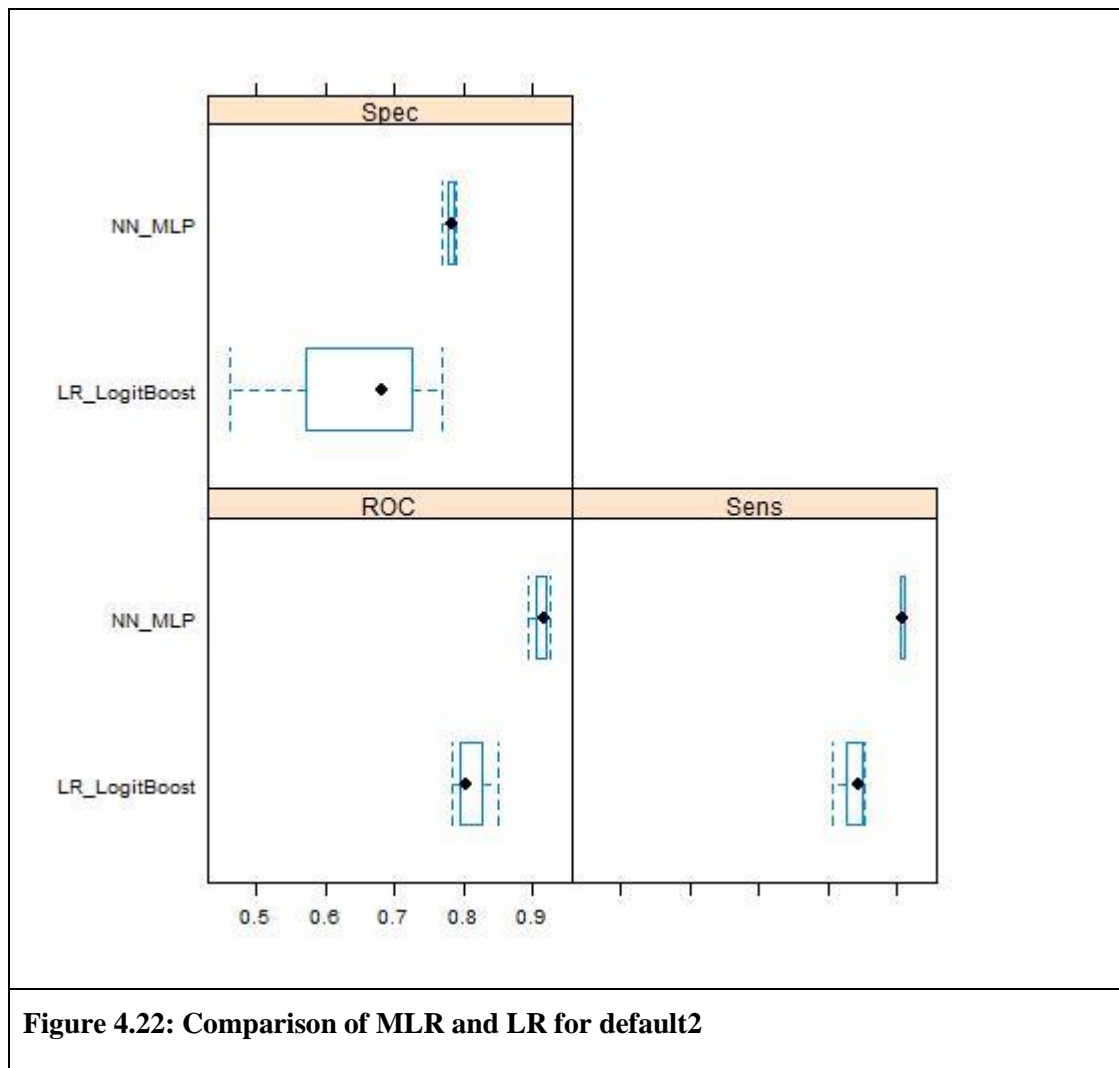 Spec
NN_MLP
LR_LogitBoost
ROC
Sens
NN_MLP
LR_LogitBoost
0.5 0.6 0.7 0.8 0.9
Figure 4.22: Comparison of MLR and LR for default2